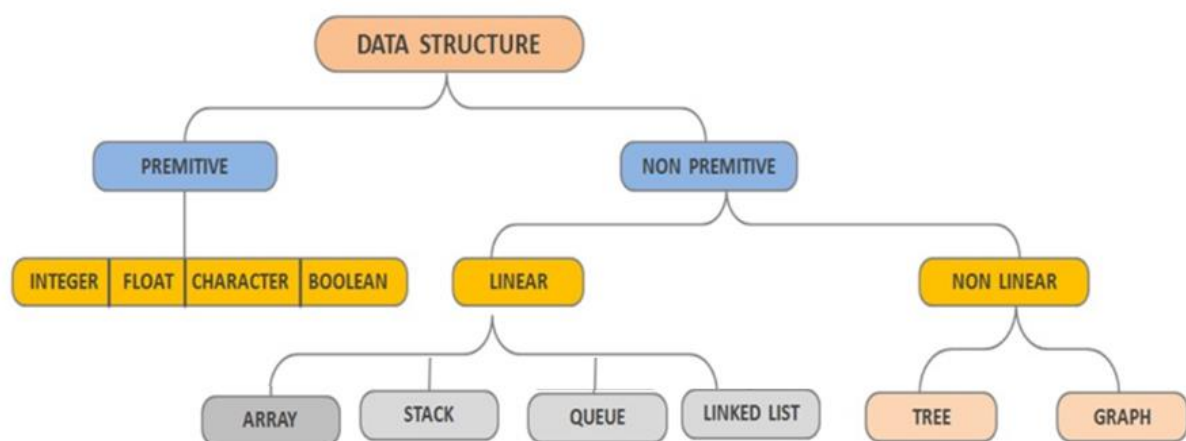 DATA STRUCTURE
PREMITIVE
NON PREMITIVE
INTEGER FLOAT CHARACTER BOOLEAN
LINEAR
NON LINEAR
ARRAY
STACK
QUEUE
LINKED LIST
TREE
GRAPH